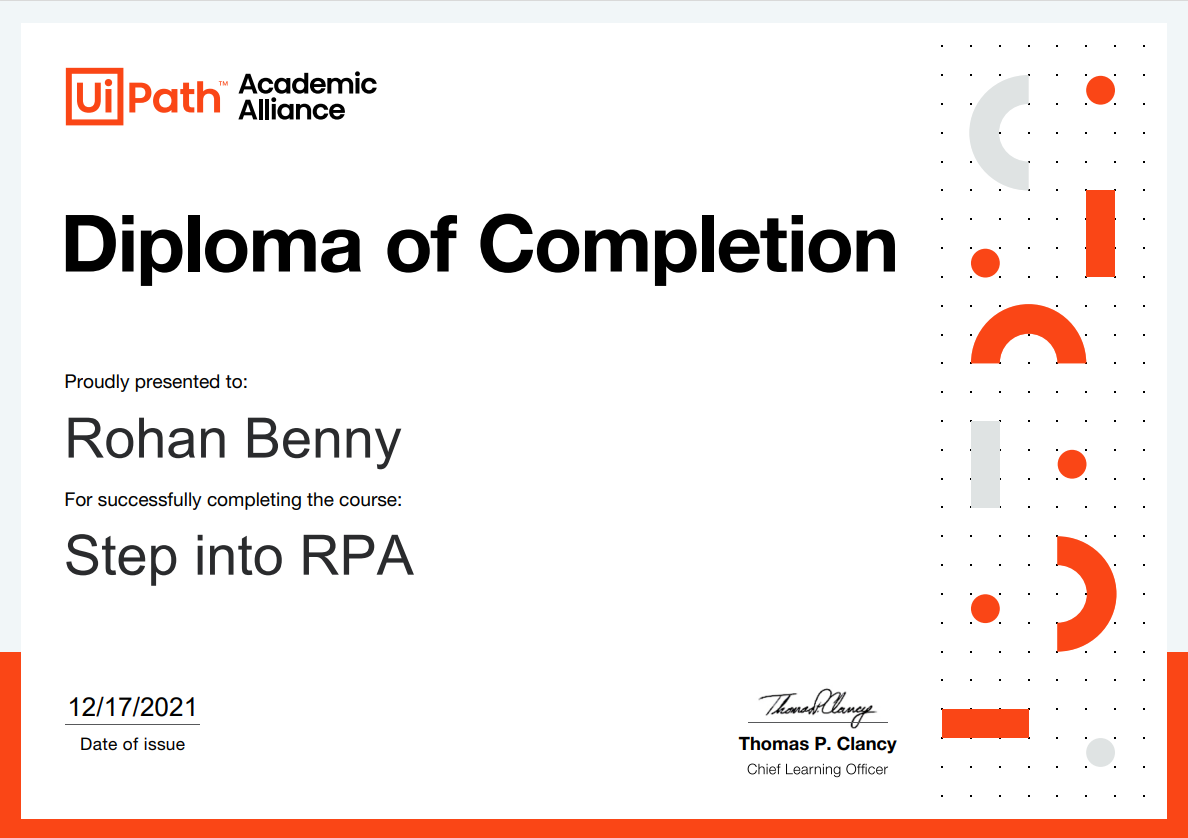 UiPath™ Academic
Alliance
Diploma of Completion
Proudly presented to:
Rohan Benny
For successfully completing the course:
Step into RPA
12/17/2021
Date of issue
Thomas P. Clancy
Thomas P. Clancy
Chief Learning Officer